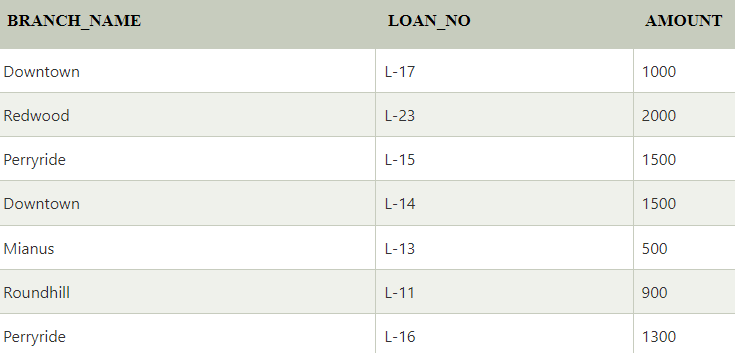 BRANCH_NAME LOAN_NO AMOUNT
Downtown L-17 1000
Redwood L-23 2000
Perryride L-15 1500
Downtown L-14 1500
Mianus L-13 500
Roundhill L-11 900
Perryride L-16 1300